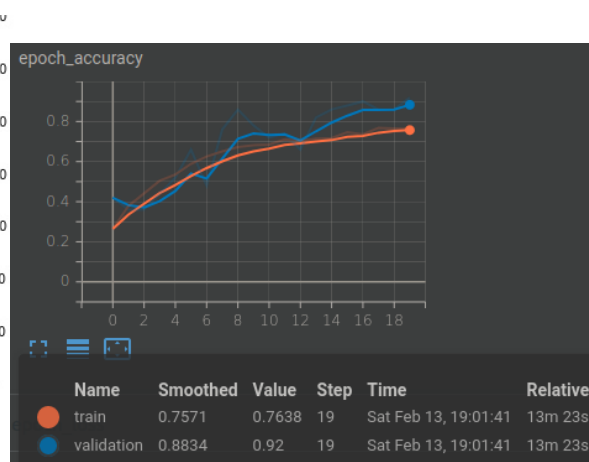 epoch_accuracy
0.8
0.6
0.4
0.2
0
0 2 4 6 8 10 12 14 16 18
Name Smoothed Value Step Time Relative
train 0.7571 0.7638 19 Sat Feb 13, 19:01:41 13m 23s
validation 0.8834 0.92 19 Sat Feb 13, 19:01:41 13m 23s